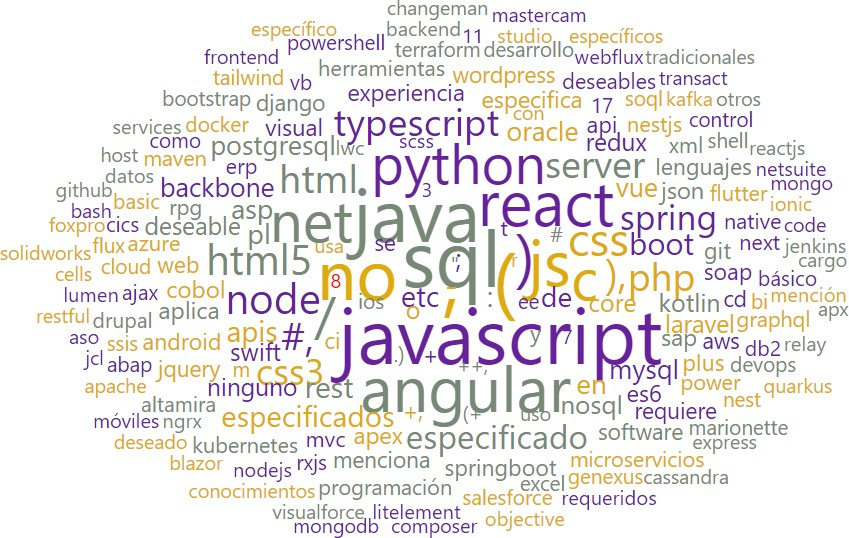 changeman
mastercam
específico backend 11 studio específicos
powershell terraform desarrollo
frontend webflux tradicionales
herramientas
tailwind vb wordpress deseables transact
bootstrap django experiencia especifica 17 soql kafka otros
con
services docker visual typescript oracle api nestjs control
como postgresql lwc scss redux xml shell reactjs
host maven erp html python server lenguajes netsuite
datos
github backbone 3 vue json flutter mongo
basic asp net java react ionic
bash rpg spring native code
foxpro cics deseable pl t #
solidworks flux azure usa se sql ) css boot git next jenkins
cells cloud web html5 no ; " ( r js c ), php soap básico cargo
lumen ajax cobol node 8 ios etc ; : ee de core kotlin cd bi mención
restful drupal aplica / o laravel graphql apx
aso ssis android apis #, ci javascript y 7 sap aws db2 relay
jcl abap swift .) + ++, mysql plus devops
apache jquery m css3 angular en es6 power quarkus
ninguno rest nosql requiere nest
altamira
móviles ngrx especificados +, (+ uso marionette
deseado kubernetes mvc apex especificado software express
blazor nodejs rxjs menciona springboot microservicios
excel genexus cassandra
conocimientos programación salesforce requeridos
visualforce litelement objective
mongodb composer